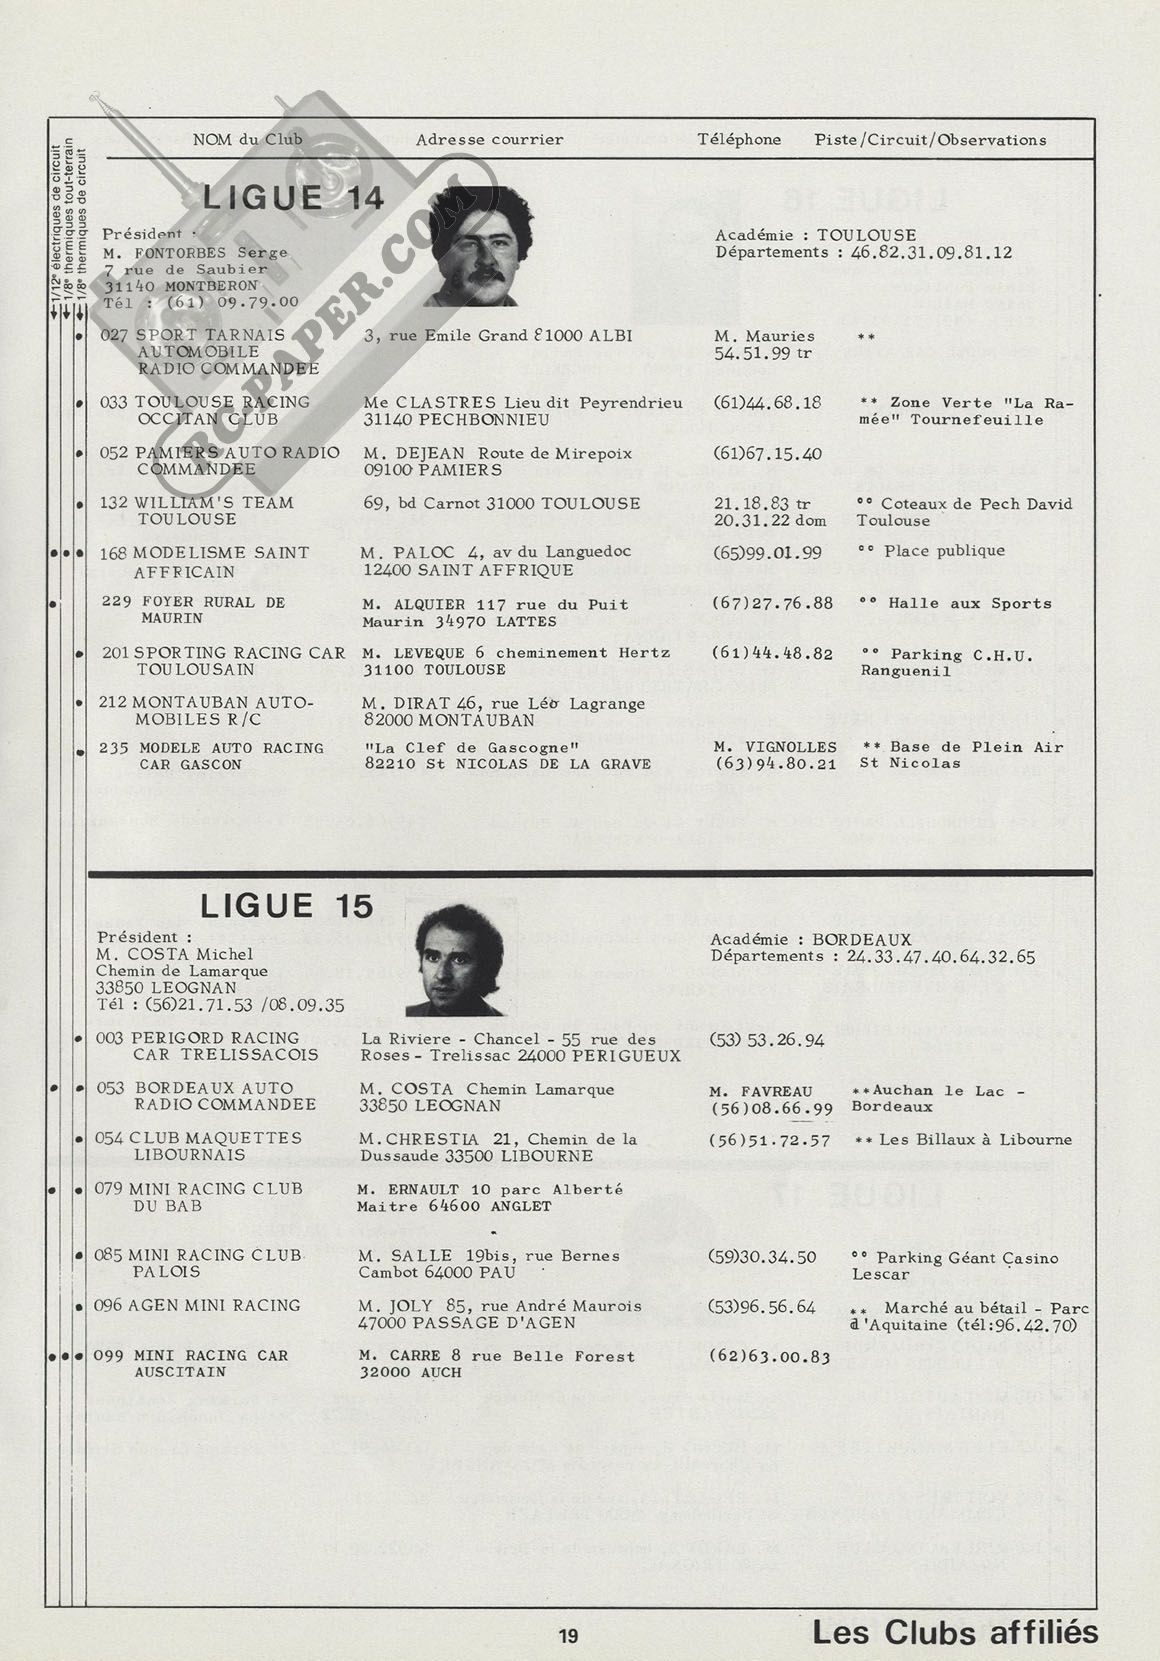 NOM du Club Adresse courrier Téléphone Piste/Circuit/Observations
1/12e électriques de circuit
1/8e thermiques tout-terrain
1/8e thermiques de circuit
RC-PAPER.COM
LIGUE 14
Président :
M. FONTORBES Serge
7 rue de Saubier
31140 MONTBERON
Tél : (61) 09.79.00
Académie : TOULOUSE
Départements : 46.82.31.09.81.12
027 SPORT TARNAIS 3, rue Emile Grand 81000 ALBI M. Mauries **
AUTOMOBILE 54.51.99 tr
RADIO COMMANDEE
033 TOULOUSE RACING Me CLASTRES Lieu dit Peyrendrieu (61)44.68.18 ** Zone Verte "La Ra-
OCCITAN CLUB 31140 PECHBONNIEU mée" Tournefeuille
052 PAMIERS AUTO RADIO M. DEJEAN Route de Mirepoix (61)67.15.40
COMMANDEE 09100 PAMIERS
132 WILLIAM'S TEAM 69, bd Carnot 31000 TOULOUSE 21.18.83 tr °° Coteaux de Pech David
TOULOUSE 20.31.22 dom Toulouse
168 MODELISME SAINT M. PALOC 4, av du Languedoc (65)99.01.99 °° Place publique
AFFRICAIN 12400 SAINT AFFRIQUE
229 FOYER RURAL DE M. ALQUIER 117 rue du Puit (67)27.76.88 °° Halle aux Sports
MAURIN Maurin 34970 LATTES
201 SPORTING RACING CAR M. LEVEQUE 6 cheminement Hertz (61)44.48.82 °° Parking C.H.U.
TOULOUSAIN 31100 TOULOUSE Ranguenil
212 MONTAUBAN AUTO- M. DIRAT 46, rue Léo Lagrange
MOBILES R/C 82000 MONTAUBAN
235 MODELE AUTO RACING "La Clef de Gascogne" M. VIGNOLLES ** Base de Plein Air
CAR GASCON 82210 St NICOLAS DE LA GRAVE (63)94.80.21 St Nicolas
LIGUE 15
Président :
M. COSTA Michel
Chemin de Lamarque
33850 LEOGNAN
Tél : (56)21.71.53 /08.09.35
Académie : BORDEAUX
Départements : 24.33.47.40.64.32.65
003 PERIGORD RACING La Riviere - Chancel - 55 rue des (53) 53.26.94
CAR TRELISSACOIS Roses - Trelissac 24000 PERIGUEUX
053 BORDEAUX AUTO M. COSTA Chemin Lamarque M. FAVREAU **Auchan le Lac -
RADIO COMMANDEE 33850 LEOGNAN (56)08.66.99 Bordeaux
054 CLUB MAQUETTES M.CHRESTIA 21, Chemin de la (56)51.72.57 ** Les Billaux à Libourne
LIBOURNAIS Dussaude 33500 LIBOURNE
079 MINI RACING CLUB M. ERNAULT 10 parc Alberté
DU BAB Maitre 64600 ANGLET
085 MINI RACING CLUB M. SALLE 19bis, rue Bernes (59)30.34.50 °° Parking Géant Casino
PALOIS Cambot 64000 PAU Lescar
096 AGEN MINI RACING M. JOLY 85, rue André Maurois (53)96.56.64 ** Marché au bétail - Parc
47000 PASSAGE D'AGEN d'Aquitaine (tél:96.42.70)
099 MINI RACING CAR M. CARRE 8 rue Belle Forest (62)63.00.83
AUSCITAIN 32000 AUCH
19
Les Clubs affiliés